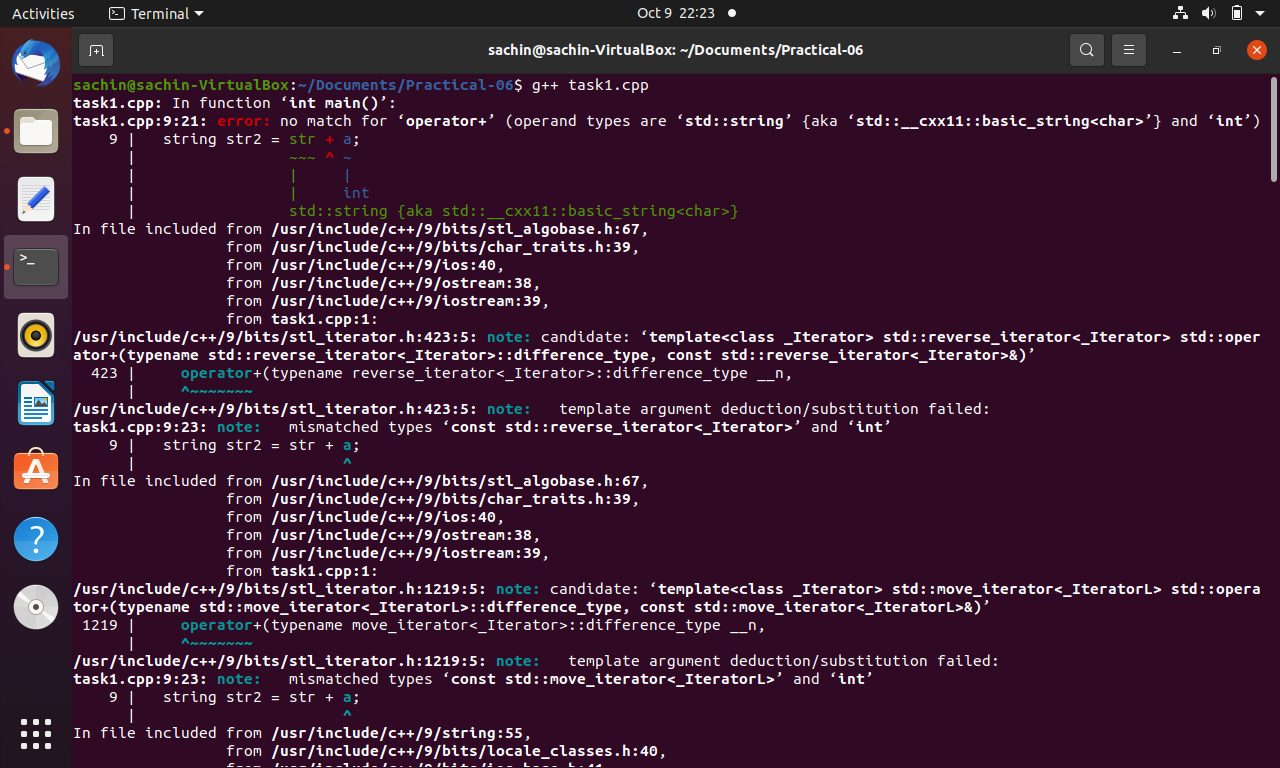 Activities Terminal Oct 9 22:23
sachin@sachin-VirtualBox: ~/Documents/Practical-06
sachin@sachin-VirtualBox:~/Documents/Practical-06$ g++ task1.cpp
task1.cpp: In function ‘int main()’:
task1.cpp:9:21: error: no match for ‘operator+’ (operand types are ‘std::string’ {aka ‘std::__cxx11::basic_string<char>’} and ‘int’)
    9 |   string str2 = str + a;
      |                 ~~~ ^ ~
      |                 |     |
      |                 |     int
      |                 std::string {aka std::__cxx11::basic_string<char>}
In file included from /usr/include/c++/9/bits/stl_algobase.h:67,
                 from /usr/include/c++/9/bits/char_traits.h:39,
                 from /usr/include/c++/9/ios:40,
                 from /usr/include/c++/9/ostream:38,
                 from /usr/include/c++/9/iostream:39,
                 from task1.cpp:1:
/usr/include/c++/9/bits/stl_iterator.h:423:5: note: candidate: ‘template<class _Iterator> std::reverse_iterator<_Iterator> std::oper
ator+(typename std::reverse_iterator<_Iterator>::difference_type, const std::reverse_iterator<_Iterator>&)’
  423 |     operator+(typename reverse_iterator<_Iterator>::difference_type __n,
      |     ^~~~~~~~
/usr/include/c++/9/bits/stl_iterator.h:423:5: note:   template argument deduction/substitution failed:
task1.cpp:9:23: note:   mismatched types ‘const std::reverse_iterator<_Iterator>’ and ‘int’
    9 |   string str2 = str + a;
      |                       ^
In file included from /usr/include/c++/9/bits/stl_algobase.h:67,
                 from /usr/include/c++/9/bits/char_traits.h:39,
                 from /usr/include/c++/9/ios:40,
                 from /usr/include/c++/9/ostream:38,
                 from /usr/include/c++/9/iostream:39,
                 from task1.cpp:1:
/usr/include/c++/9/bits/stl_iterator.h:1219:5: note: candidate: ‘template<class _Iterator> std::move_iterator<_IteratorL> std::opera
tor+(typename std::move_iterator<_IteratorL>::difference_type, const std::move_iterator<_IteratorL>&)’
 1219 |     operator+(typename move_iterator<_Iterator>::difference_type __n,
      |     ^~~~~~~~
/usr/include/c++/9/bits/stl_iterator.h:1219:5: note:   template argument deduction/substitution failed:
task1.cpp:9:23: note:   mismatched types ‘const std::move_iterator<_IteratorL>’ and ‘int’
    9 |   string str2 = str + a;
      |                       ^
In file included from /usr/include/c++/9/string:55,
                 from /usr/include/c++/9/bits/locale_classes.h:40,
                 from /usr/include/c++/9/bits/ios_base.h:41,